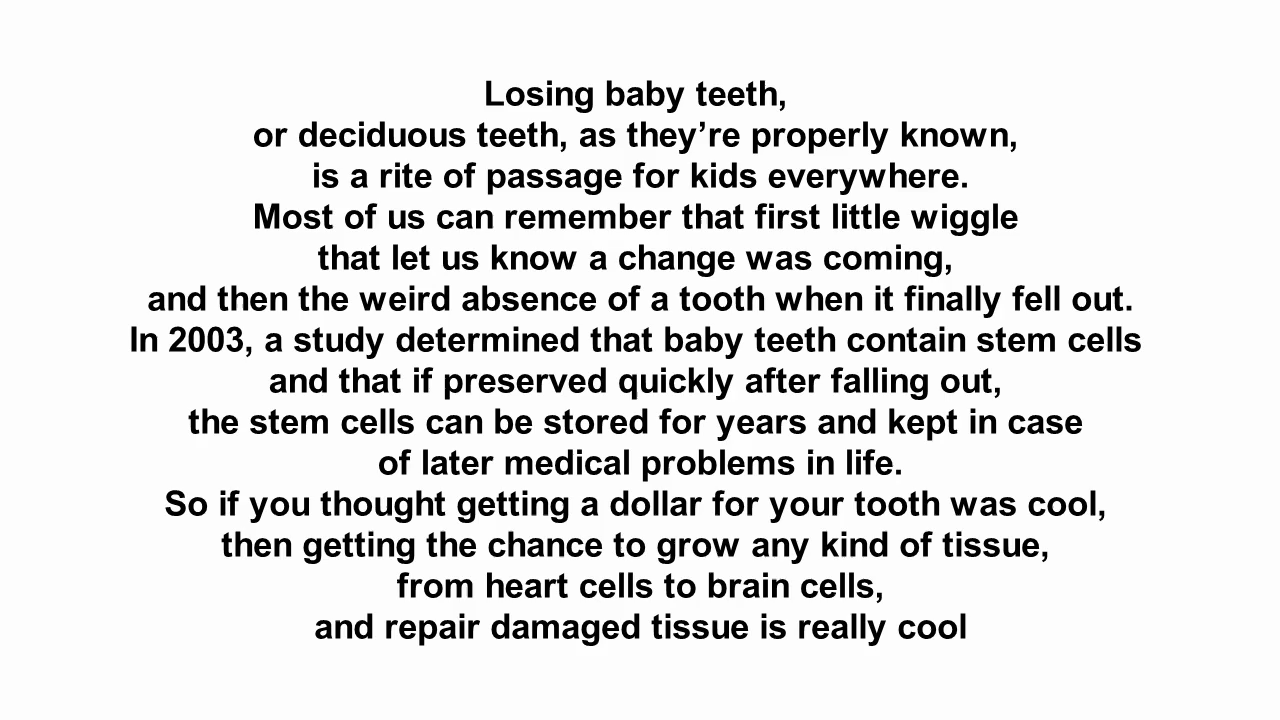 Losing baby teeth,
or deciduous teeth, as they’re properly known,
is a rite of passage for kids everywhere.
Most of us can remember that first little wiggle
that let us know a change was coming,
and then the weird absence of a tooth when it finally fell out.
In 2003, a study determined that baby teeth contain stem cells
and that if preserved quickly after falling out,
the stem cells can be stored for years and kept in case
of later medical problems in life.
So if you thought getting a dollar for your tooth was cool,
then getting the chance to grow any kind of tissue,
from heart cells to brain cells,
and repair damaged tissue is really cool